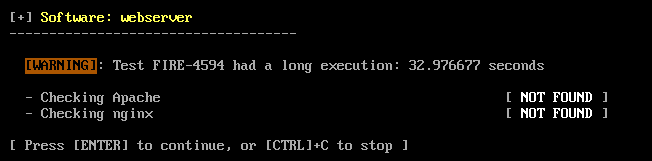 [+] Software: webserver
------------------------------------
[WARNING]: Test FIRE-4594 had a long execution: 32.976677 seconds
- Checking Apache [ NOT FOUND ]
- Checking nginx [ NOT FOUND ]
[ Press [ENTER] to continue, or [CTRL]+C to stop ]